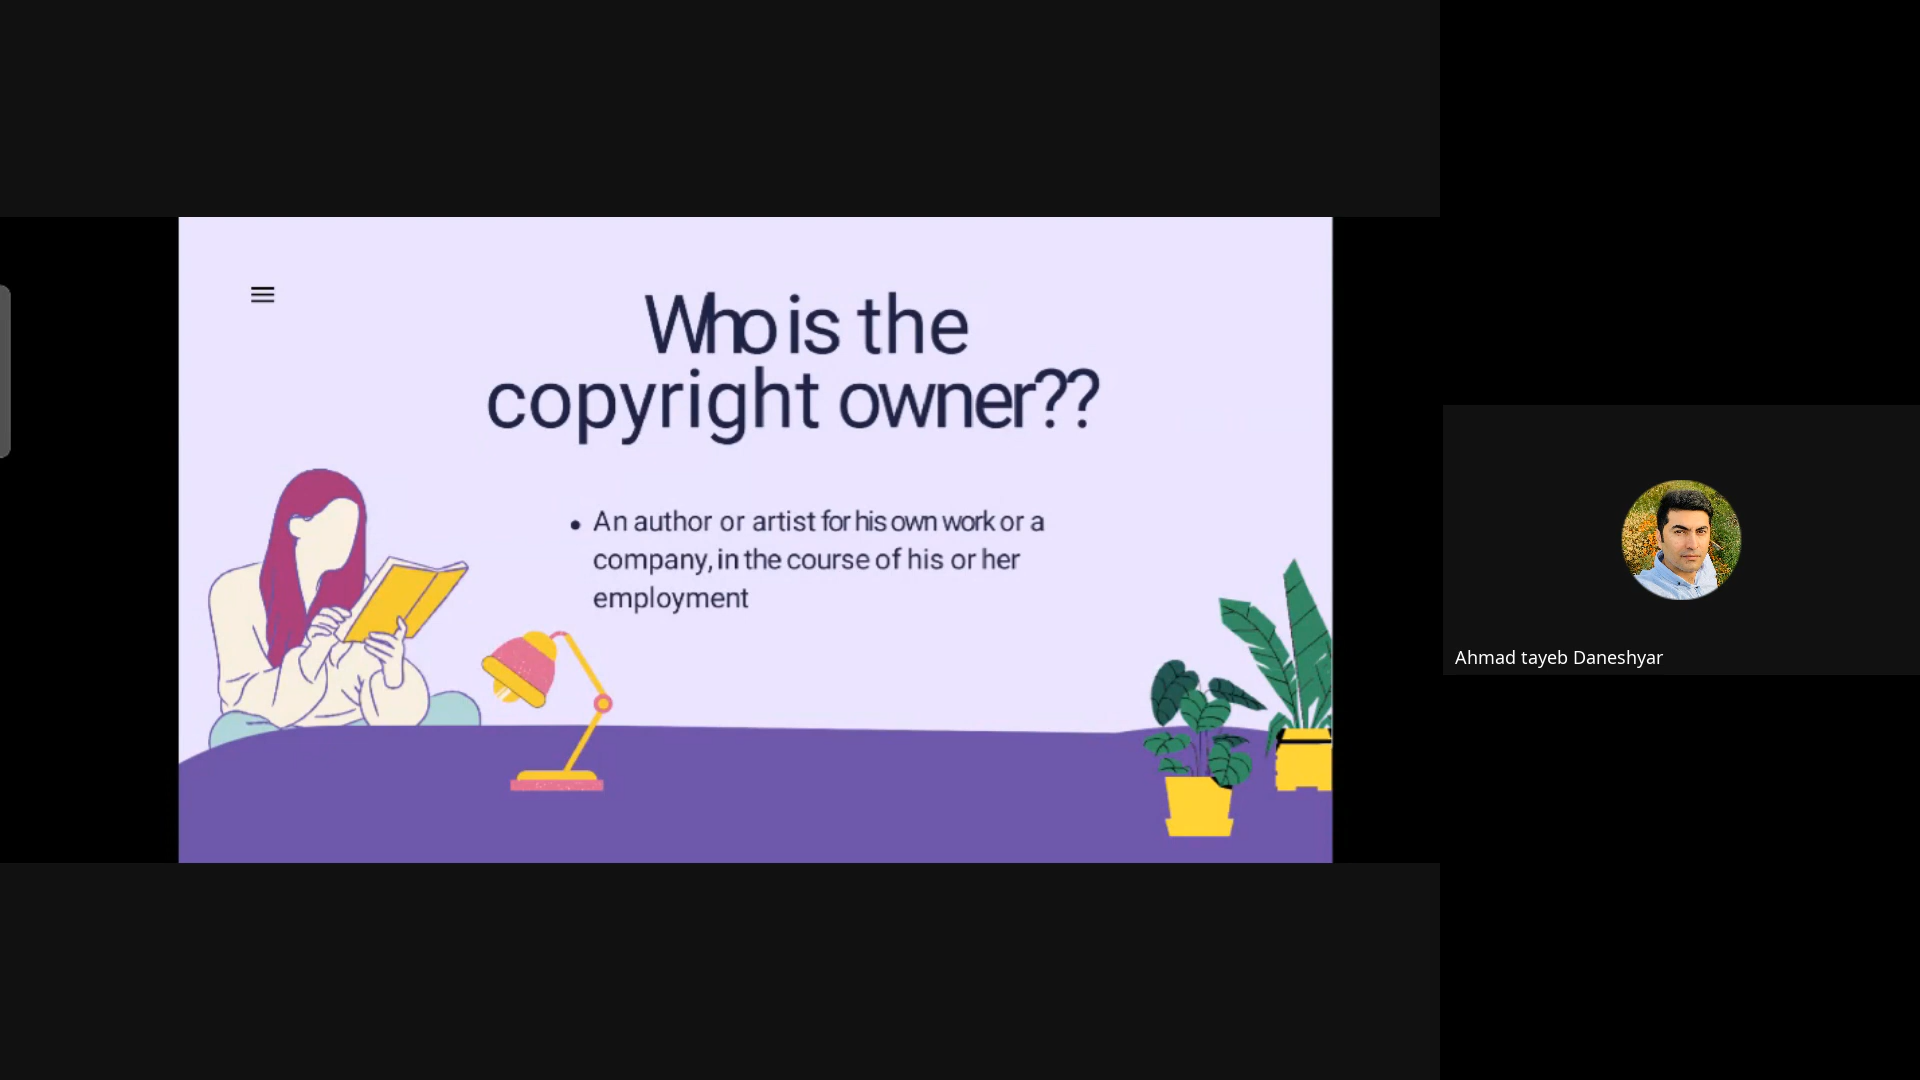 Who is the
copyright owner??
• An author or artist for his own work or a
company, in the course of his or her
employment
Ahmad tayeb Daneshyar